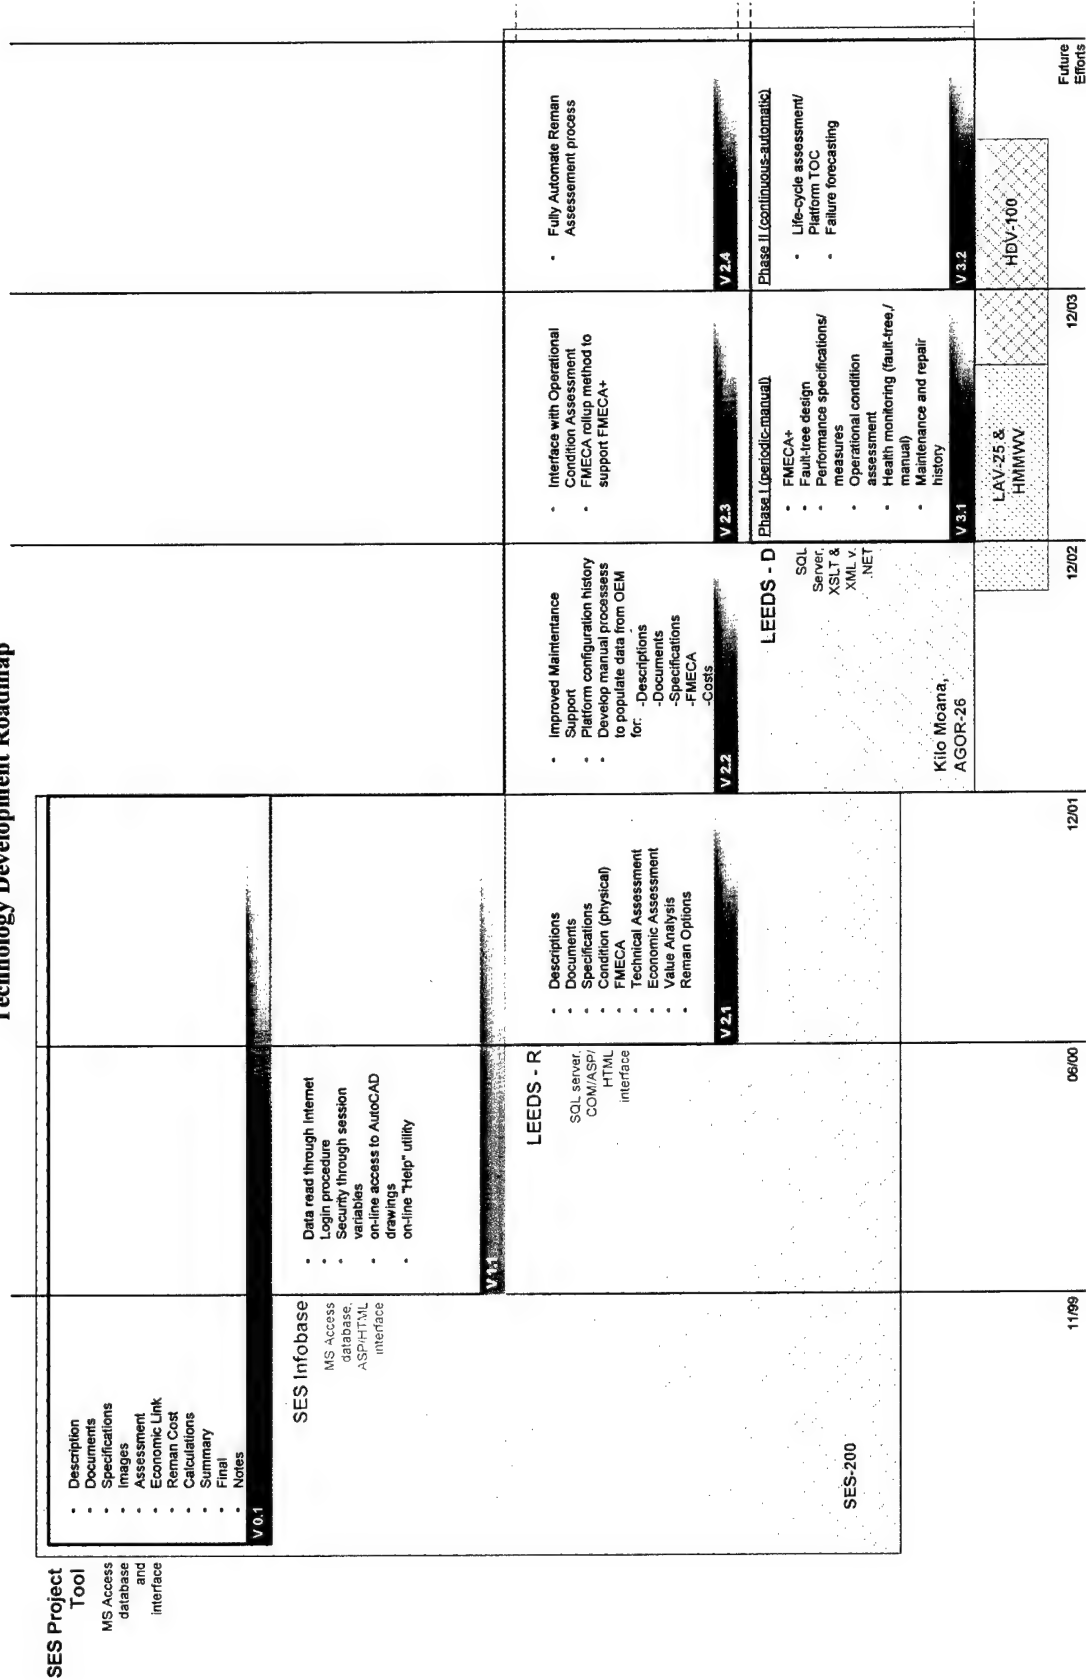 Technology Development Roadmap
SES Project
Tool
MS Access
database
and
interface
• Description
• Documents
• Specifications
• Images
• Assessment
• Economic Link
• Reman Cost
• Calculations
• Summary
• Final
• Notes
V 0.1
SES Infobase
MS Access
database,
ASP/HTML
interface
• Data read through Internet
• Login procedure
• Security through session
variables
• on-line access to AutoCAD
drawings
• on-line "Help" utility
V 1.1
LEEDS - R
SQL server,
COM/ASP/
HTML
interface
• Descriptions
• Documents
• Specifications
• Condition (physical)
• FMECA
• Technical Assessment
• Economic Assessment
• Value Analysis
• Reman Options
V 2.1
• Improved Maintentance
Support
• Platform configuration history
• Develop manual processess
to populate data from OEM
for: -Descriptions
-Documents
-Specifications
-FMECA
-Costs
V 2.2
• Interface with Operational
Condition Assessment
• FMECA rollup method to
support FMECA+
V 2.3
• Fully Automate Reman
Assessement process
V 2.4
LEEDS - D
SQL
Server,
XSLT &
XML v.
.NET
Phase I (periodic-manual)
• FMECA+
• Fault-tree design
• Performance specifications/
measures
• Operational condition
assessment
• Health monitoring (fault-tree,/
manual)
• Maintenance and repair
history
V 3.1
Phase II (continuous-automatic)
• Life-cycle assessment/
Platform TOC
• Failure forecasting
V 3.2
SES-200
Kilo Moana,
AGOR-26
LAV-25 &
HMMWV
HDV-100
11/99
06/00
12/01
12/02
12/03
Future
Efforts